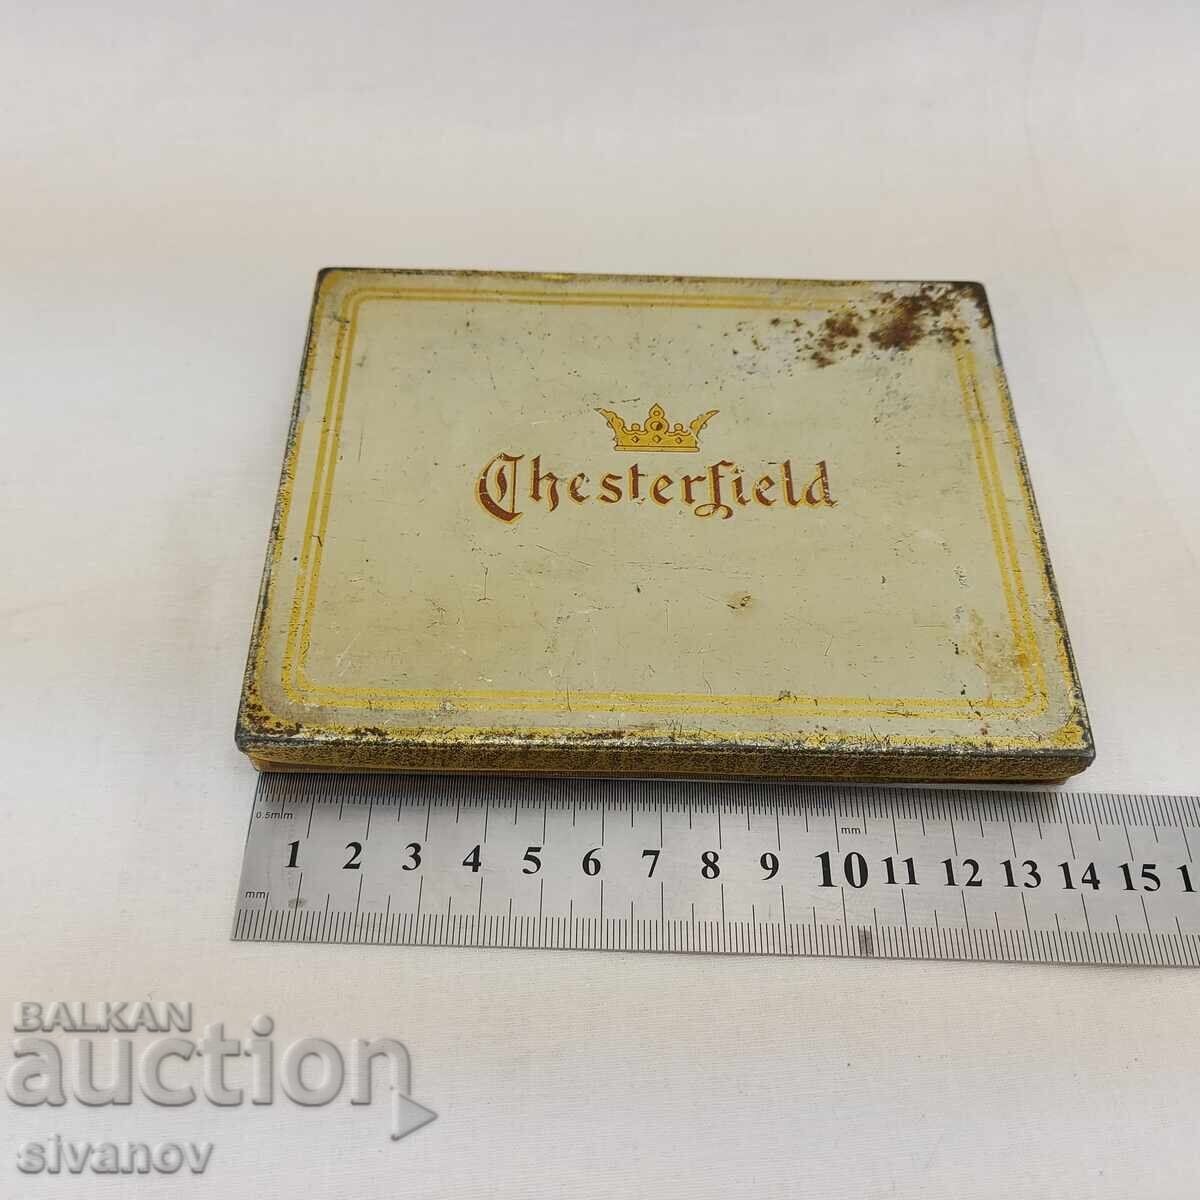 Chesterfield
0.5mm
mm
1 2 3 4 5 6 7 8 9 10 11 12 13 14 15 1
mm
BALKAN
auction
sivanov